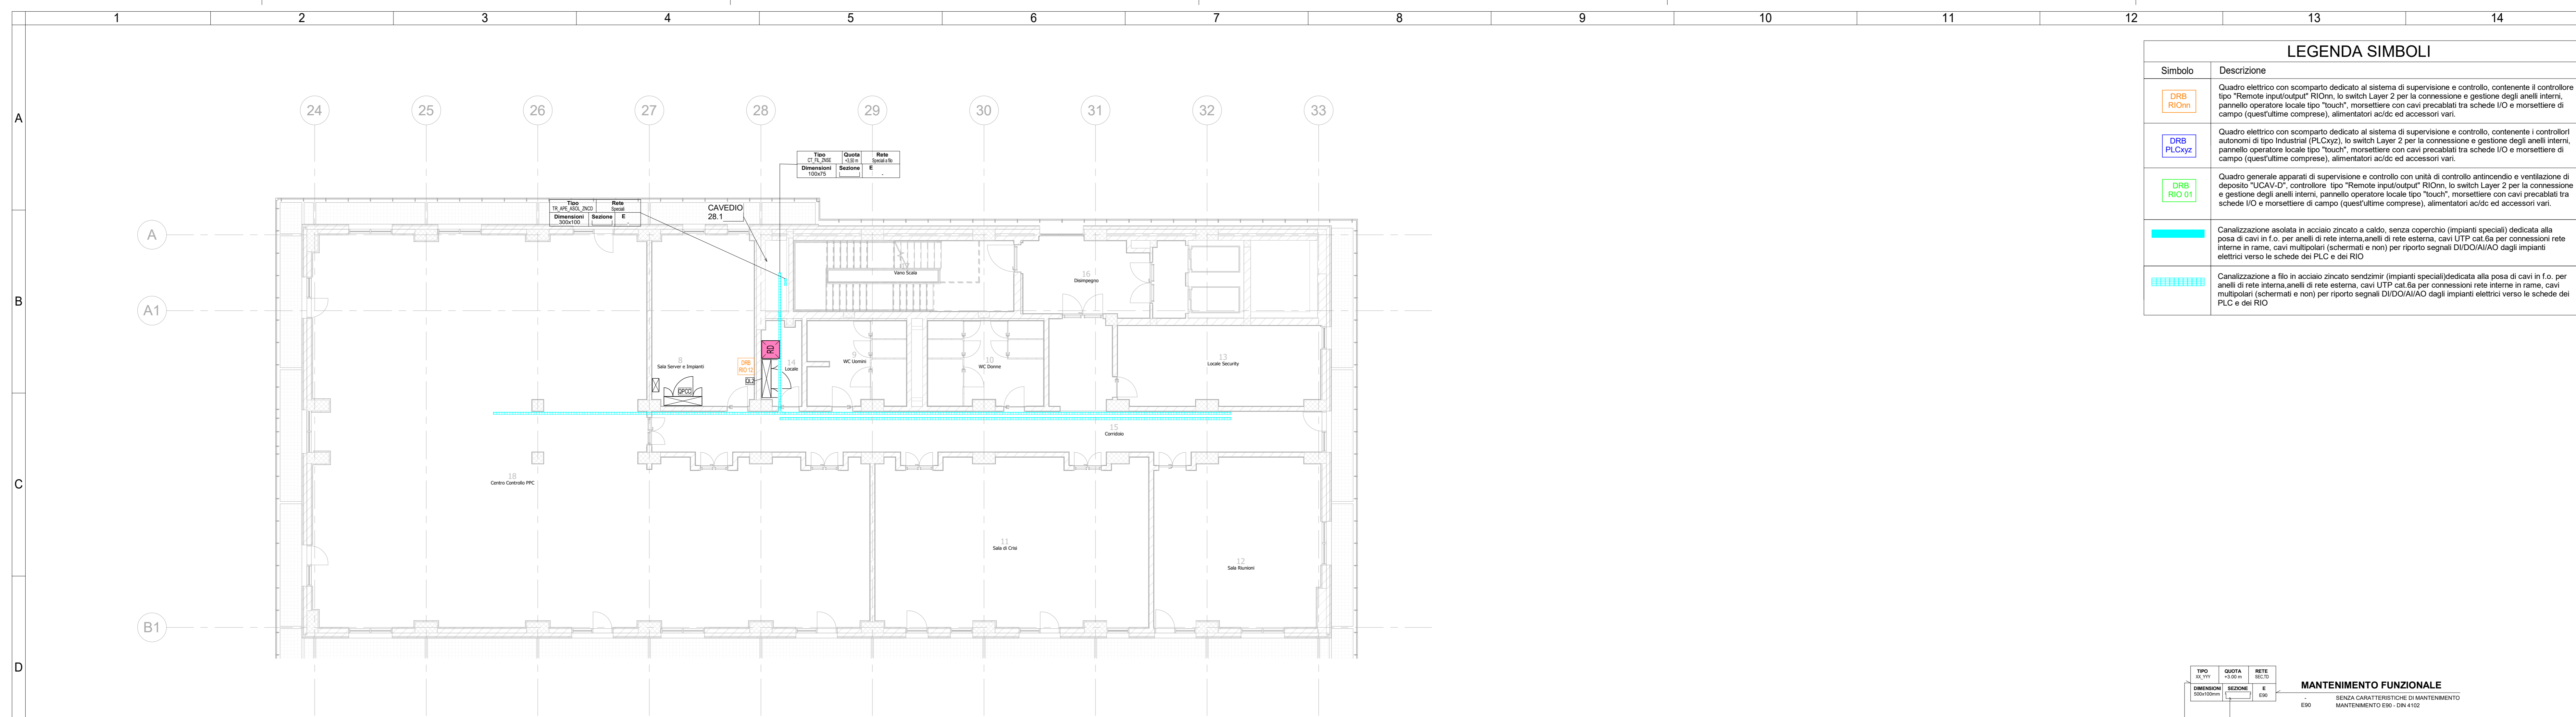 1 2 3 4 5 6 7 8 9 10 11 12 13 14
A
B
C
D
24 25 26 27 28 29 30 31 32 33
A
A1
B1
Tipo Quota Rete
CT_FIL_ZNSE +3,50 m Speciali a filo
Dimensioni Sezione E
100x75 -
Tipo Rete
TR_APE_ASOL_ZNCD Speciali
Dimensioni Sezione E
300x100 -
CAVEDIO
28.1
Vano Scala
16
Disimpegno
8
Sala Server e Impianti
DRB
RIO 12
RD
14
Locale
9
WC Uomini
10
WC Donne
13
Locale Security
QPCC
15
Corridoio
18
Centro Controllo PPC
11
Sala di Crisi
12
Sala Riunioni
LEGENDA SIMBOLI
Simbolo Descrizione
DRB
RIOnn
Quadro elettrico con scomparto dedicato al sistema di supervisione e controllo, contenente il controllore
tipo "Remote input/output" RIOnn, lo switch Layer 2 per la connessione e gestione degli anelli interni,
pannello operatore locale tipo "touch", morsettiere con cavi precablati tra schede I/O e morsettiere di
campo (quest'ultime comprese), alimentatori ac/dc ed accessori vari.
DRB
PLCxyz
Quadro elettrico con scomparto dedicato al sistema di supervisione e controllo, contenente i controllorI
autonomi di tipo Industrial (PLCxyz), lo switch Layer 2 per la connessione e gestione degli anelli interni,
pannello operatore locale tipo "touch", morsettiere con cavi precablati tra schede I/O e morsettiere di
campo (quest'ultime comprese), alimentatori ac/dc ed accessori vari.
DRB
RIO 01
Quadro generale apparati di supervisione e controllo con unità di controllo antincendio e ventilazione di
deposito "UCAV-D", controllore tipo "Remote input/output" RIOnn, lo switch Layer 2 per la connessione
e gestione degli anelli interni, pannello operatore locale tipo "touch", morsettiere con cavi precablati tra
schede I/O e morsettiere di campo (quest'ultime comprese), alimentatori ac/dc ed accessori vari.
Canalizzazione asolata in acciaio zincato a caldo, senza coperchio (impianti speciali) dedicata alla
posa di cavi in f.o. per anelli di rete interna,anelli di rete esterna, cavi UTP cat.6a per connessioni rete
interne in rame, cavi multipolari (schermati e non) per riporto segnali DI/DO/AI/AO dagli impianti
elettrici verso le schede dei PLC e dei RIO
Canalizzazione a filo in acciaio zincato sendzimir (impianti speciali)dedicata alla posa di cavi in f.o. per
anelli di rete interna,anelli di rete esterna, cavi UTP cat.6a per connessioni rete interne in rame, cavi
multipolari (schermati e non) per riporto segnali DI/DO/AI/AO dagli impianti elettrici verso le schede dei
PLC e dei RIO
TIPO QUOTA RETE
XX_YYY +3.00 m SEC.TD
DIMENSIONI SEZIONE E
500x100mm E90
MANTENIMENTO FUNZIONALE
- SENZA CARATTERISTICHE DI MANTENIMENTO
E90 MANTENIMENTO E90 - DIN 4102